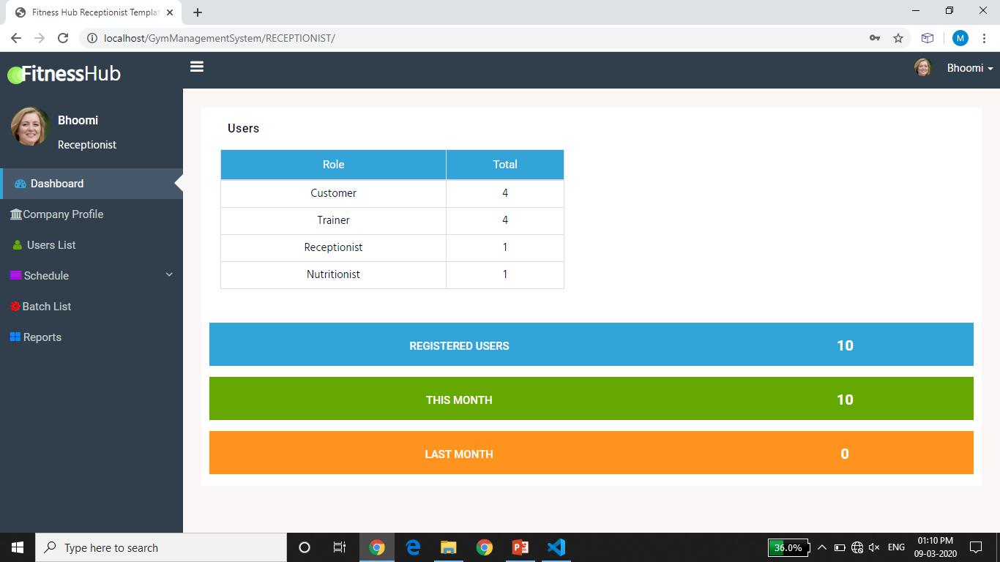 Fitness Hub Receptionist Templat
localhost/GymManagementSystem/RECEPTIONIST/
M
FitnessHub
Bhoomi
Bhoomi
Receptionist
Dashboard
Company Profile
Users List
Schedule
Batch List
Reports
Users
Role Total
Customer 4
Trainer 4
Receptionist 1
Nutritionist 1
REGISTERED USERS 10
THIS MONTH 10
LAST MONTH 0
Type here to search
36.0%
ENG
01:10 PM
09-03-2020